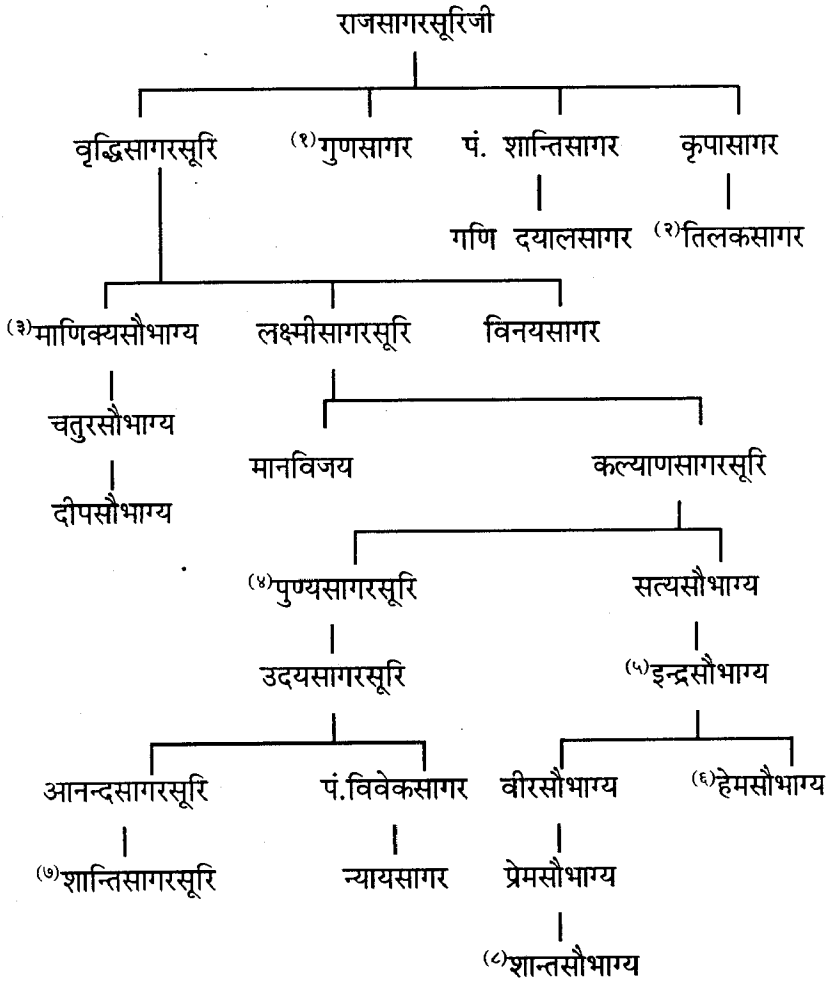 राजसागरसूरिजी
वृद्धिसागरसूरि (१)गुणसागर पं. शान्तिसागर कृपासागर
गणि दयालसागर (२)तिलकसागर
(३)माणिक्यसौभाग्य लक्ष्मीसागरसूरि विनयसागर
चतुरसौभाग्य
मानविजय कल्याणसागरसूरि
दीपसौभाग्य
(४)पुण्यसागरसूरि सत्यसौभाग्य
उदयसागरसूरि (५)इन्द्रसौभाग्य
आनन्दसागरसूरि पं.विवेकसागर वीरसौभाग्य (६)हेमसौभाग्य
(७)शान्तिसागरसूरि न्यायसागर प्रेमसौभाग्य
(८)शान्तसौभाग्य